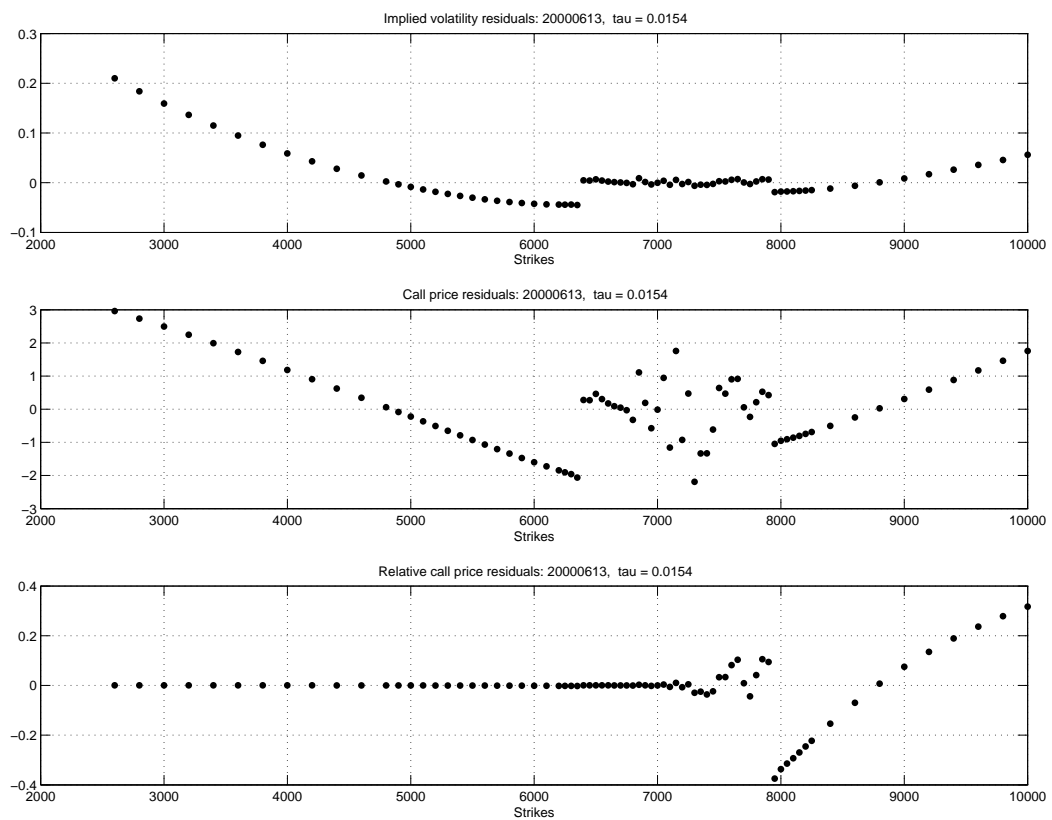 Implied volatility residuals: 20000613, tau = 0.0154
0.3
0.2
0.1
0
−0.1
2000 3000 4000 5000 6000 7000 8000 9000 10000
Strikes
Call price residuals: 20000613, tau = 0.0154
3
2
1
0
−1
−2
−3
2000 3000 4000 5000 6000 7000 8000 9000 10000
Strikes
Relative call price residuals: 20000613, tau = 0.0154
0.4
0.2
0
−0.2
−0.4
2000 3000 4000 5000 6000 7000 8000 9000 10000
Strikes